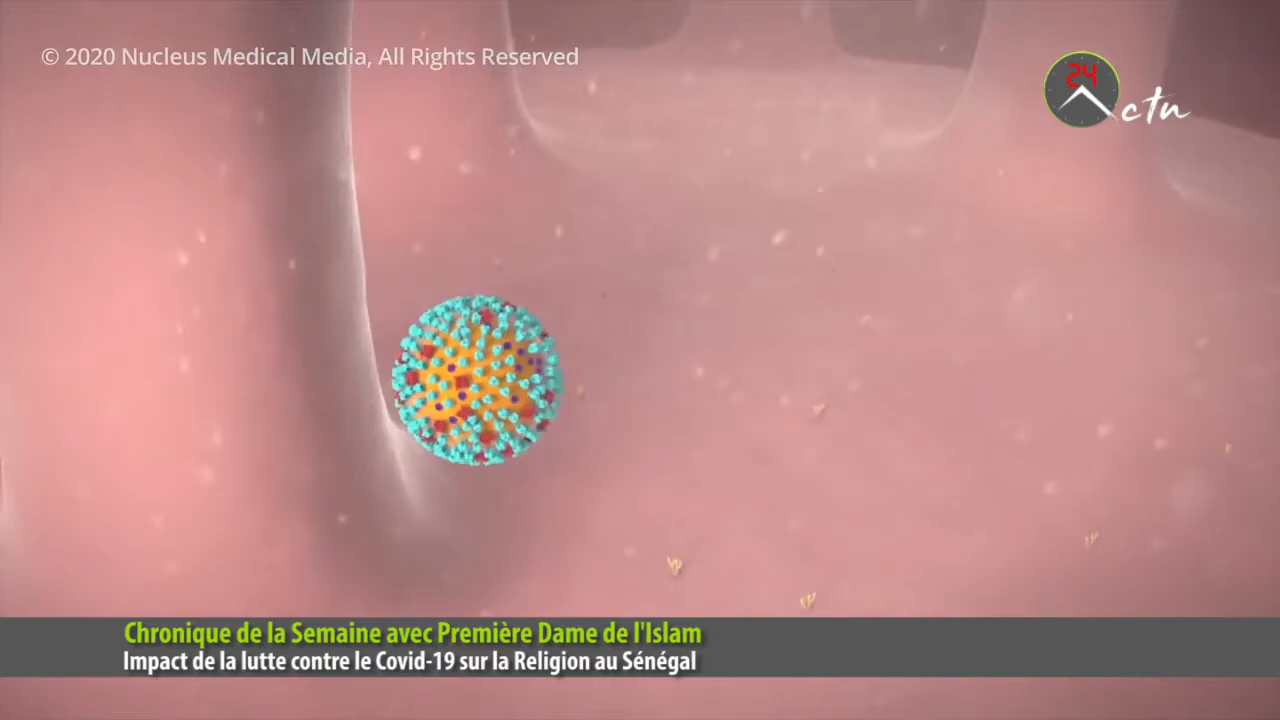 © 2020 Nucleus Medical Media, All Rights Reserved
24
ctn
Chronique de la Semaine avec Première Dame de l'Islam
Impact de la lutte contre le Covid-19 sur la Religion au Sénégal